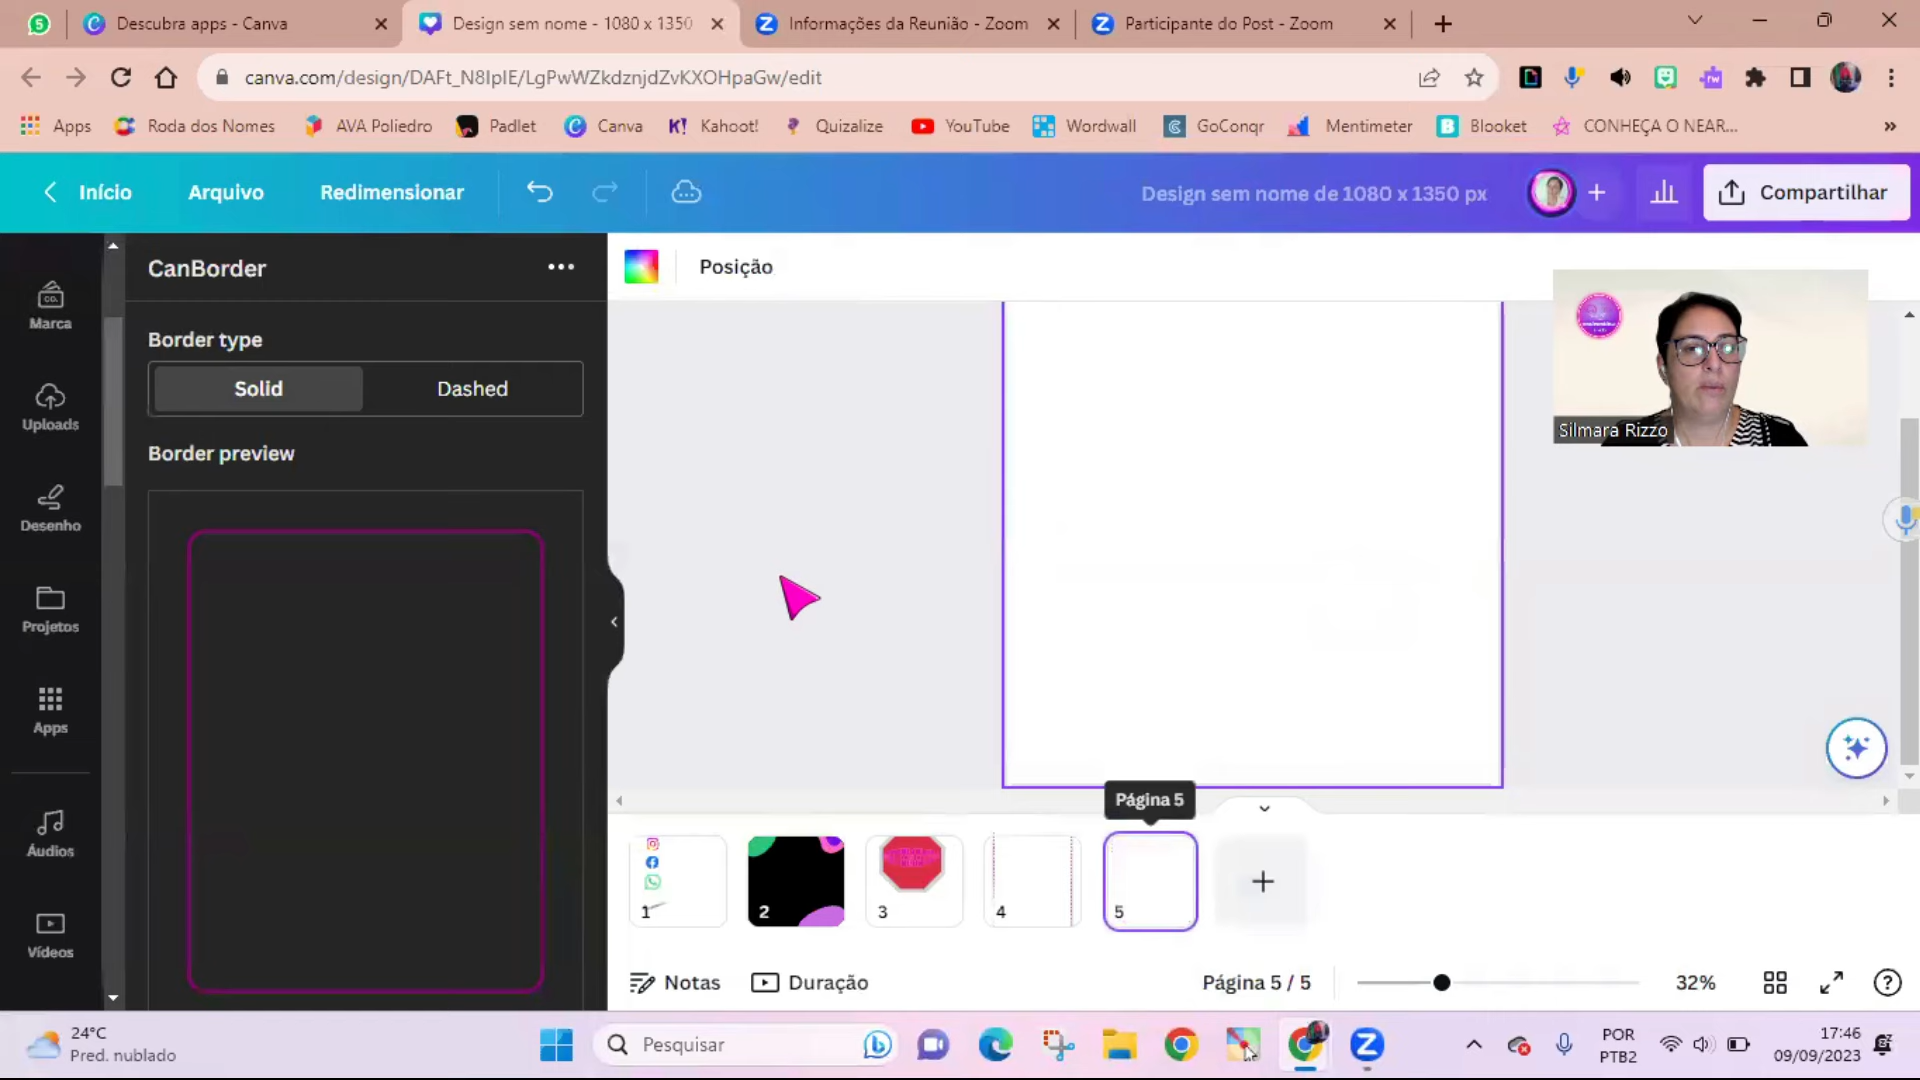 Descubra apps - Canva
Design sem nome - 1080 x 1350
Informações da Reunião - Zoom
Participante do Post - Zoom
canva.com/design/DAFt_N8IpIE/LgPwWZkdznjdZvKXOHpaGw/edit
Apps
Roda dos Nomes
AVA Poliedro
Padlet
Canva
Kahoot!
Quizalize
YouTube
Wordwall
GoConqr
Mentimeter
Blooket
CONHEÇA O NEAR...
Início
Arquivo
Redimensionar
Design sem nome de 1080 x 1350 px
Compartilhar
Marca
Uploads
Desenho
Projetos
Apps
Áudios
Vídeos
CanBorder
Border type
Solid
Dashed
Border preview
Posição
Silmara Rizzo
Página 5
1
2
3
4
5
Notas
Duração
Página 5 / 5
32%
24°C
Pred. nublado
Pesquisar
POR
PTB2
17:46
09/09/2023